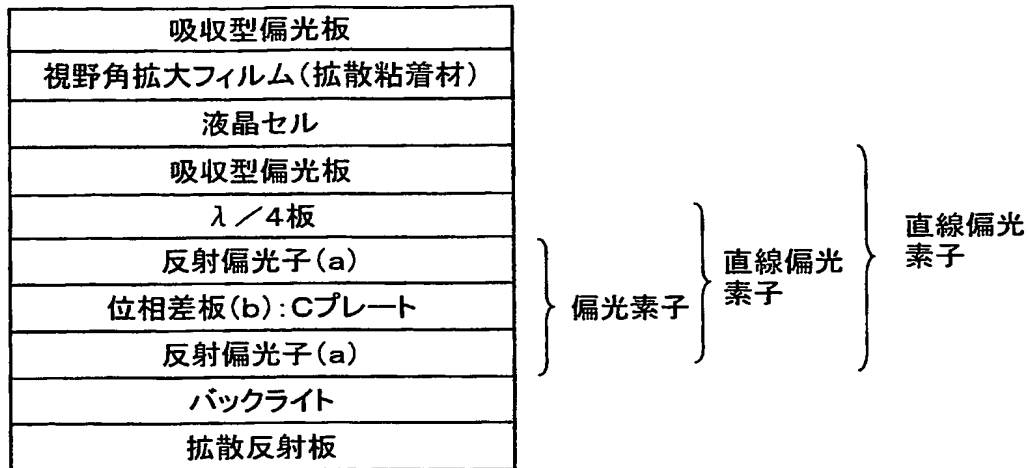 吸収型偏光板
視野角拡大フィルム(拡散粘着材)
液晶セル
吸収型偏光板
λ/4板
反射偏光子(a)
位相差板(b):Cプレート
反射偏光子(a)
バックライト
拡散反射板
偏光素子
直線偏光
素子
直線偏光
素子